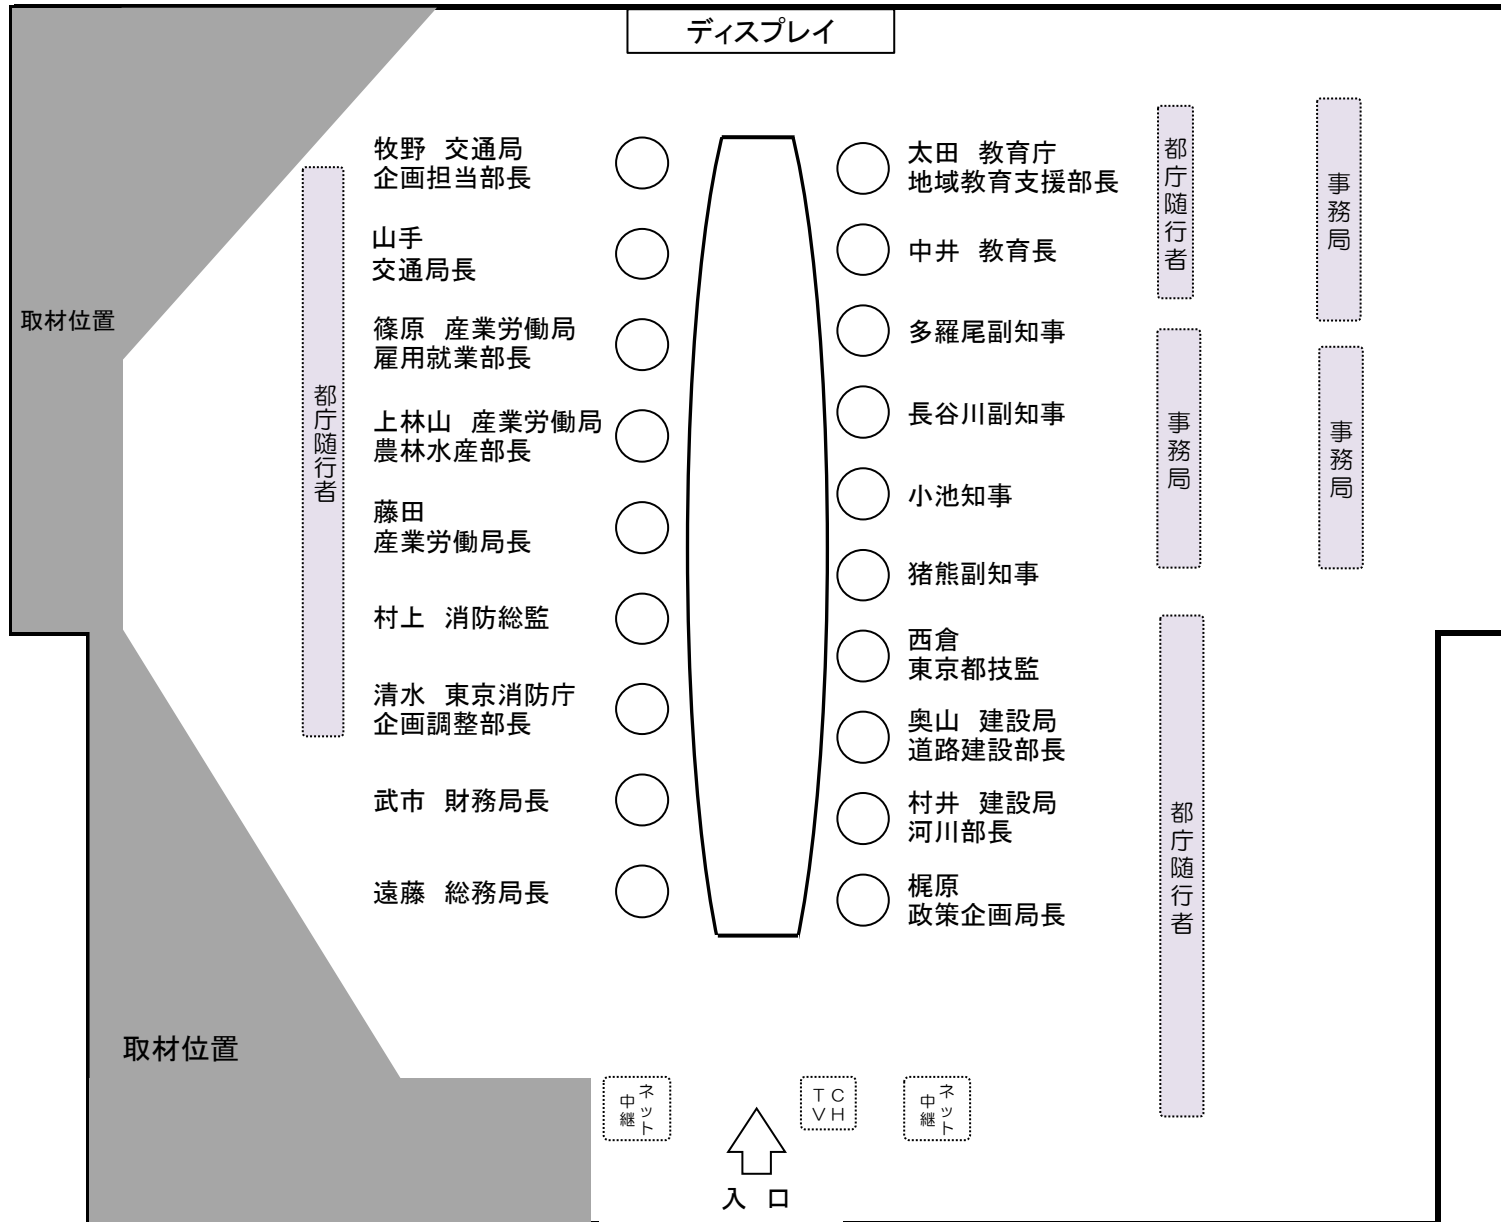 ディスプレイ
牧野 交通局
企画担当部長
山手
交通局長
篠原 産業労働局
雇用就業部長
上林山 産業労働局
農林水産部長
藤田
産業労働局長
村上 消防総監
清水 東京消防庁
企画調整部長
武市 財務局長
遠藤 総務局長
太田 教育庁
地域教育支援部長
中井 教育長
多羅尾副知事
長谷川副知事
小池知事
猪熊副知事
西倉
東京都技監
奥山 建設局
道路建設部長
村井 建設局
河川部長
梶原
政策企画局長
取材位置
都庁随行者
取材位置
都庁随行者
事務局
事務局
事務局
都庁随行者
ネット
中継
TC
VH
ネット
中継
入 口